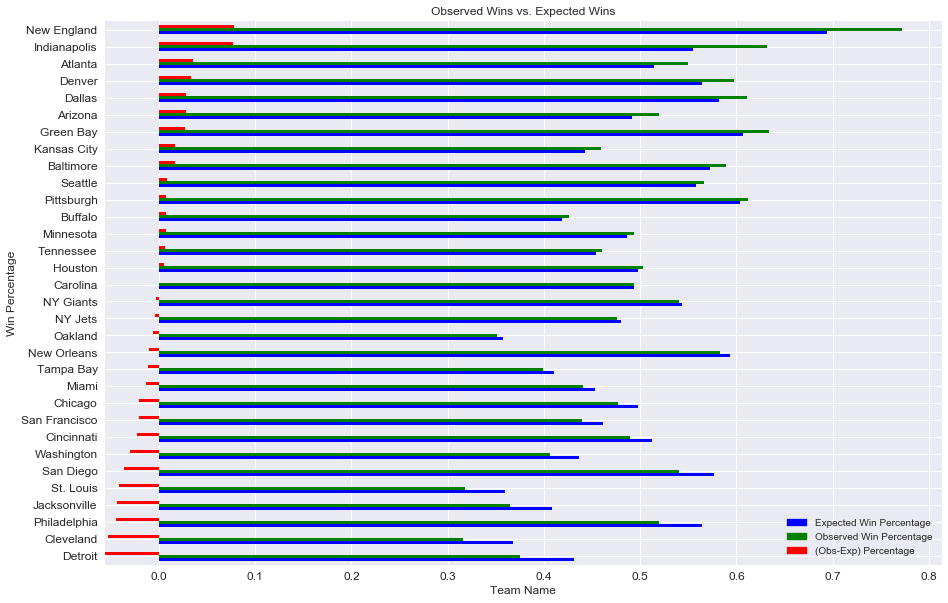 Observed Wins vs. Expected Wins
New England
Indianapolis
Atlanta
Denver
Dallas
Arizona
Green Bay
Kansas City
Baltimore
Seattle
Pittsburgh
Buffalo
Minnesota
Tennessee
Houston
Carolina
NY Giants
NY Jets
Oakland
New Orleans
Tampa Bay
Miami
Chicago
San Francisco
Cincinnati
Washington
San Diego
St. Louis
Jacksonville
Philadelphia
Cleveland
Detroit
Win Percentage
Expected Win Percentage
Observed Win Percentage
(Obs-Exp) Percentage
0.0 0.1 0.2 0.3 0.4 0.5 0.6 0.7 0.8
Team Name